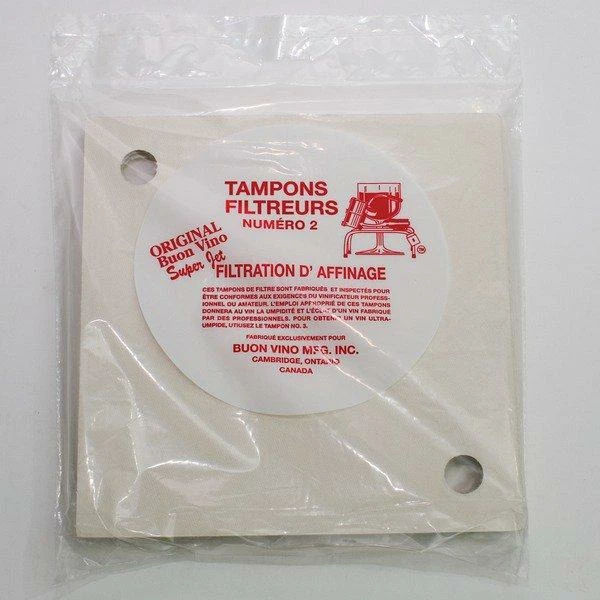 TAMPONS
FILTREURS
NUMÉRO 2
ORIGINAL
Buon Vino
Super Jet
FILTRATION D' AFFINAGE
CES TAMPONS DE FILTRE SONT FABRIQUÉS ET INSPECTÉS POUR
ÊTRE CONFORMES AUX EXIGENCES DU VINIFICATEUR PROFESS-
IONNEL OU AMATEUR. L'EMPLOI APPROPRIÉ DE CES TAMPONS
DONNERA AU VIN LA LIMPIDITÉ ET L'ÉCLAT D'UN VIN FABRIQUÉ
PAR DES PROFESSIONNELS. POUR OBTENIR UN VIN ULTRA-
LIMPIDE, UTILISEZ LE TAMPON NO. 3.
FABRIQUÉ EXCLUSIVEMENT POUR
BUON VINO MFG. INC.
CAMBRIDGE, ONTARIO
CANADA
TM